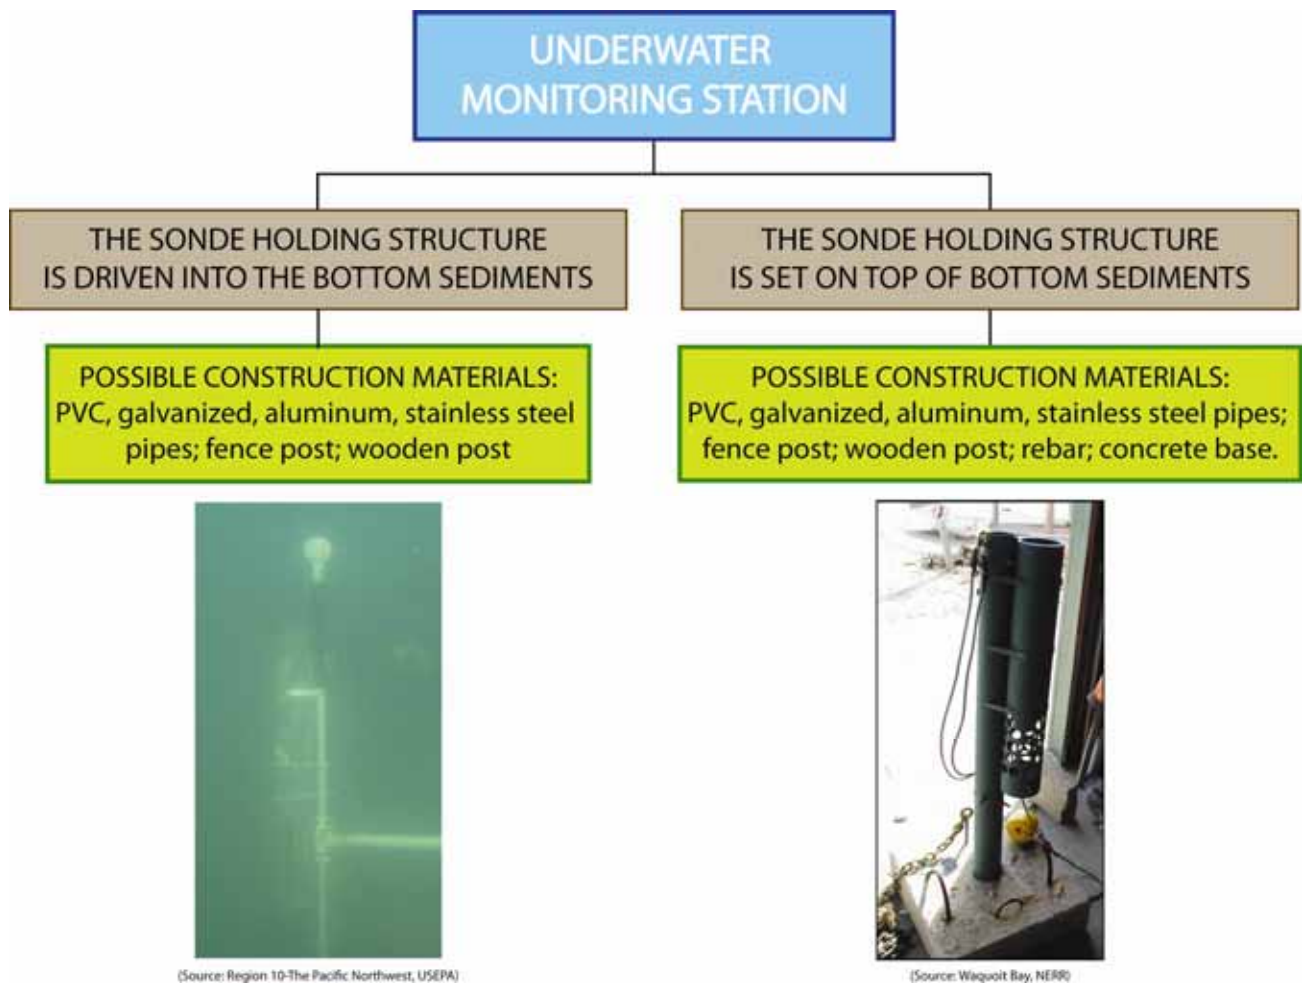 UNDERWATER
MONITORING STATION
THE SONDE HOLDING STRUCTURE
IS DRIVEN INTO THE BOTTOM SEDIMENTS
THE SONDE HOLDING STRUCTURE
IS SET ON TOP OF BOTTOM SEDIMENTS
POSSIBLE CONSTRUCTION MATERIALS:
PVC, galvanized, aluminum, stainless steel
pipes; fence post; wooden post
POSSIBLE CONSTRUCTION MATERIALS:
PVC, galvanized, aluminum, stainless steel pipes;
fence post; wooden post; rebar; concrete base.
(Source: Region 10-The Pacific Northwest, USEPA)
(Source: Waquoit Bay, NERR)